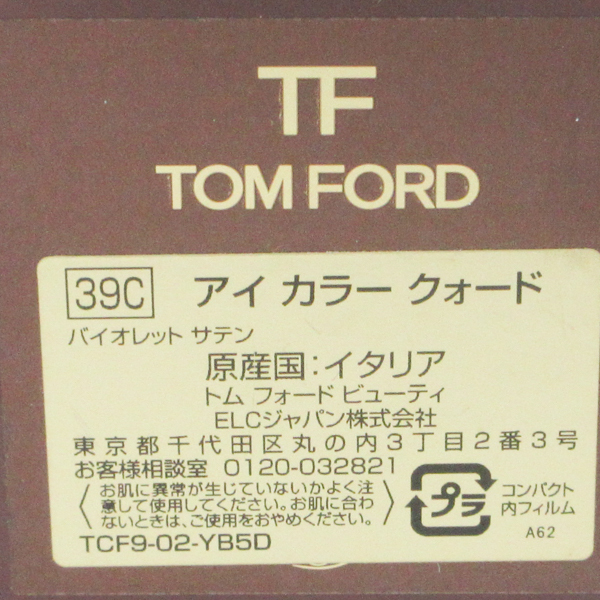 TF
TOM FORD
39C アイ カラー クォード
バイオレット サテン
原産国:イタリア
トム フォード ビューティ
ELCジャパン株式会社
東京都千代田区丸の内3丁目2番3号
お客様相談室 0120-032821
お肌に異常が生じていないかよく注
意して使用してください。お肌に合わ
ないときは、ご使用をおやめください。
プラ
コンパクト
内フィルム
A62
TCF9-02-YB5D